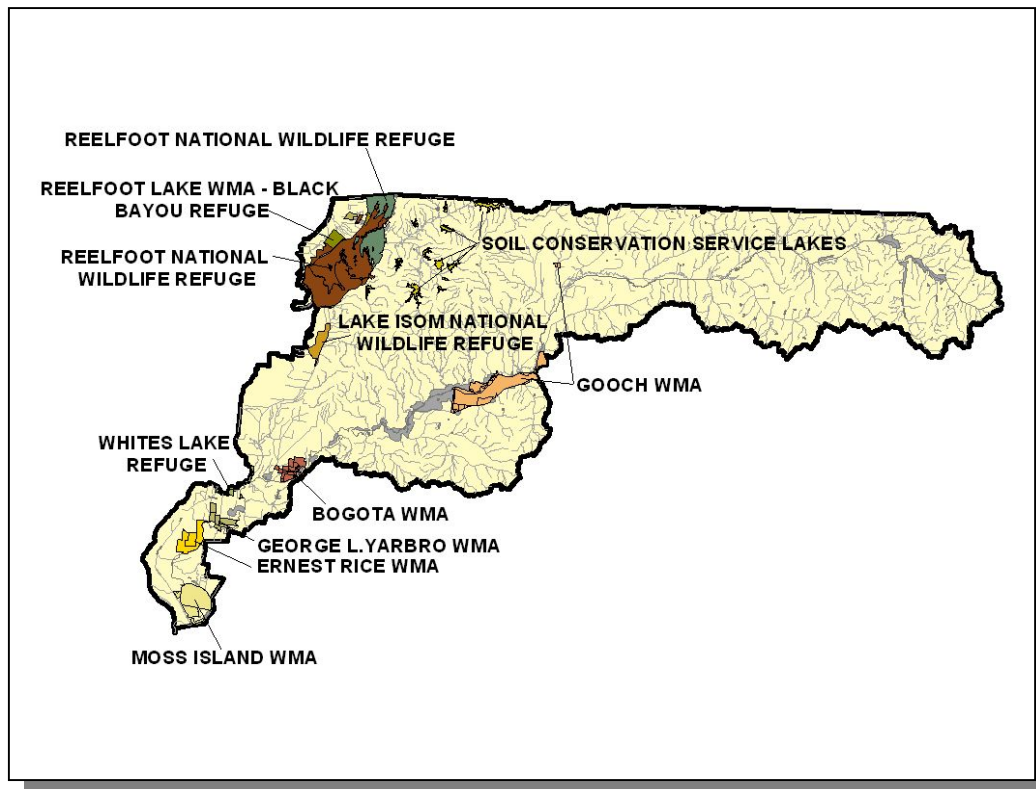 REELFOOT NATIONAL WILDLIFE REFUGE
REELFOOT LAKE WMA - BLACK
BAYOU REFUGE
REELFOOT NATIONAL
WILDLIFE REFUGE
SOIL CONSERVATION SERVICE LAKES
LAKE ISOM NATIONAL
WILDLIFE REFUGE
GOOCH WMA
WHITES LAKE
REFUGE
BOGOTA WMA
GEORGE L.YARBRO WMA
ERNEST RICE WMA
MOSS ISLAND WMA